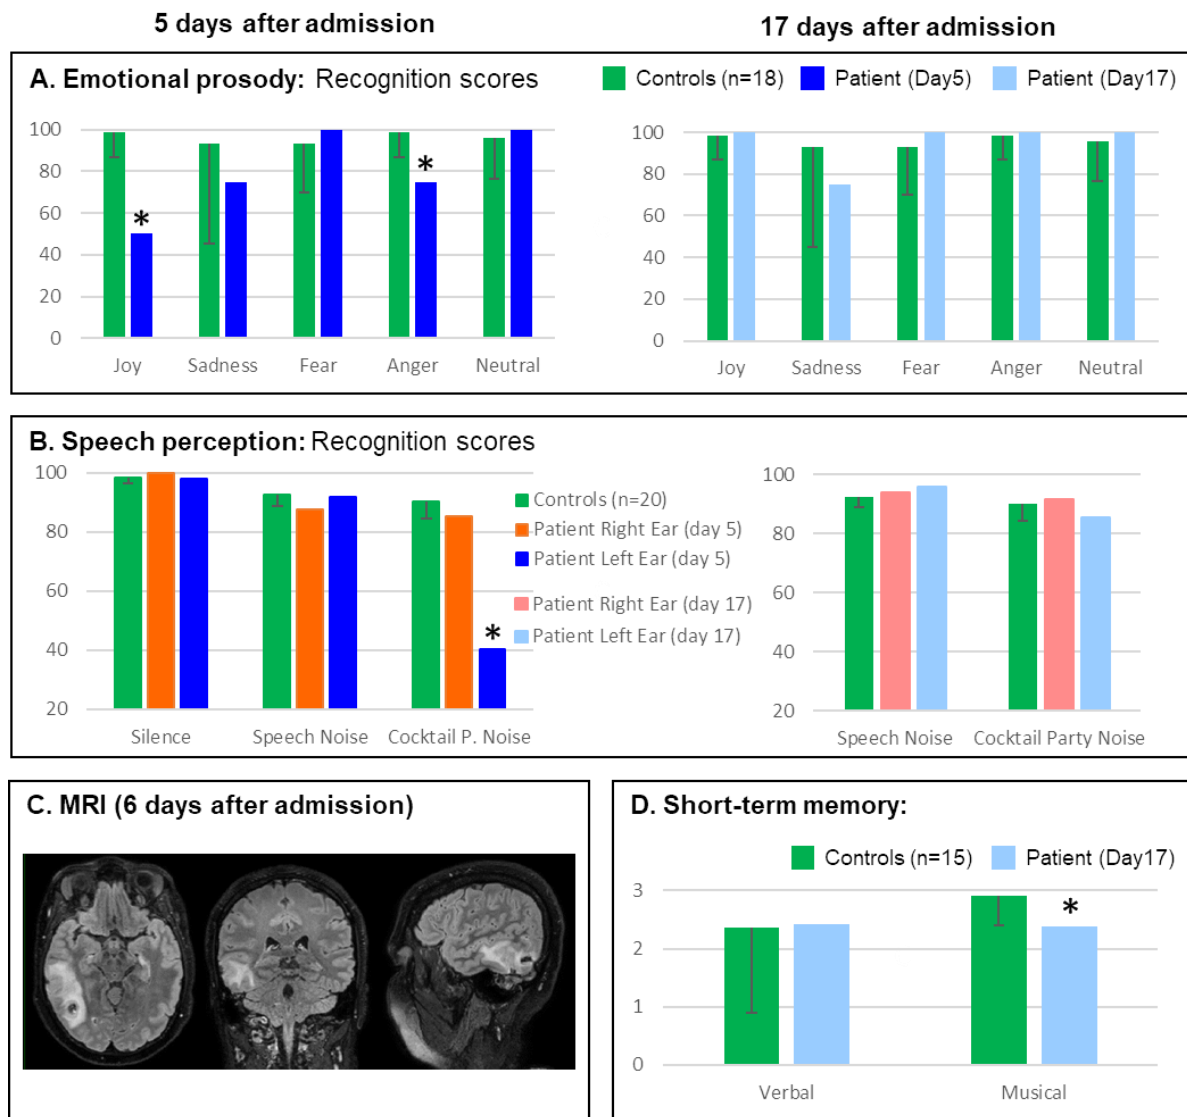 5 days after admission
17 days after admission
A. Emotional prosody: Recognition scores
Controls (n=18) Patient (Day5) Patient (Day17)
100
80
60
40
20
0
*
*
Joy Sadness Fear Anger Neutral
100
80
60
40
20
0
Joy Sadness Fear Anger Neutral
B. Speech perception: Recognition scores
100
80
60
40
20
*
Silence Speech Noise Cocktail P. Noise
Controls (n=20)
Patient Right Ear (day 5)
Patient Left Ear (day 5)
Patient Right Ear (day 17)
Patient Left Ear (day 17)
100
80
60
40
20
Speech Noise Cocktail Party Noise
C. MRI (6 days after admission)
D. Short-term memory:
Controls (n=15) Patient (Day17)
3
2
1
0
*
Verbal Musical